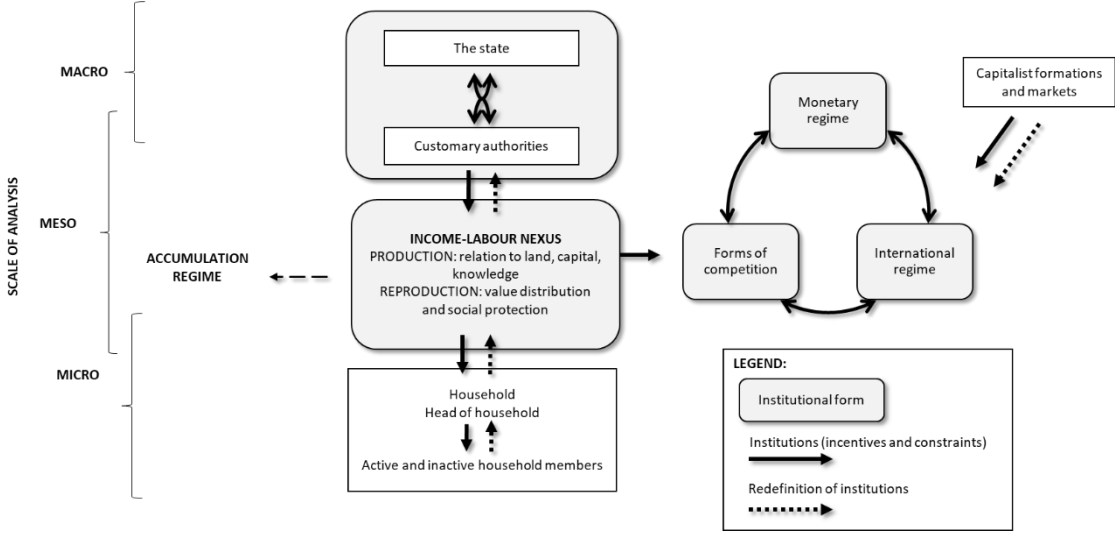 SCALE OF ANALYSIS
MACRO
MESO
MICRO
ACCUMULATION
REGIME
The state
Customary authorities
INCOME-LABOUR NEXUS
PRODUCTION: relation to land, capital,
knowledge
REPRODUCTION: value distribution
and social protection
Household
Head of household
Active and inactive household members
Monetary
regime
Forms of
competition
International
regime
Capitalist formations
and markets
LEGEND:
Institutional form
Institutions (incentives and constraints)
Redefinition of institutions